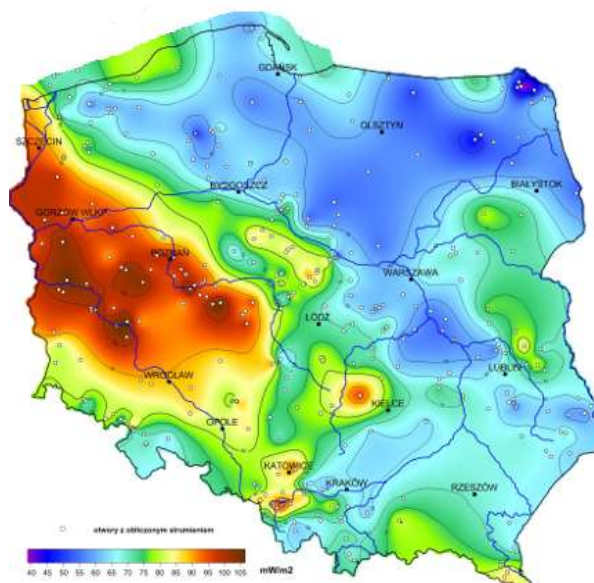 GDAŃSK
OLSZTYN
SZCZECIN
BYDGOSZCZ
BIAŁYSTOK
GORZÓW WLKP
POZNAŃ
WARSZAWA
ŁÓDŹ
LUBLIN
WROCŁAW
KIELCE
OPOLE
KATOWICE
KRAKÓW
RZESZÓW
otwory z obliczonym strumieniem
40 45 50 55 60 65 70 75 80 85 90 95 100 105 mW/m2